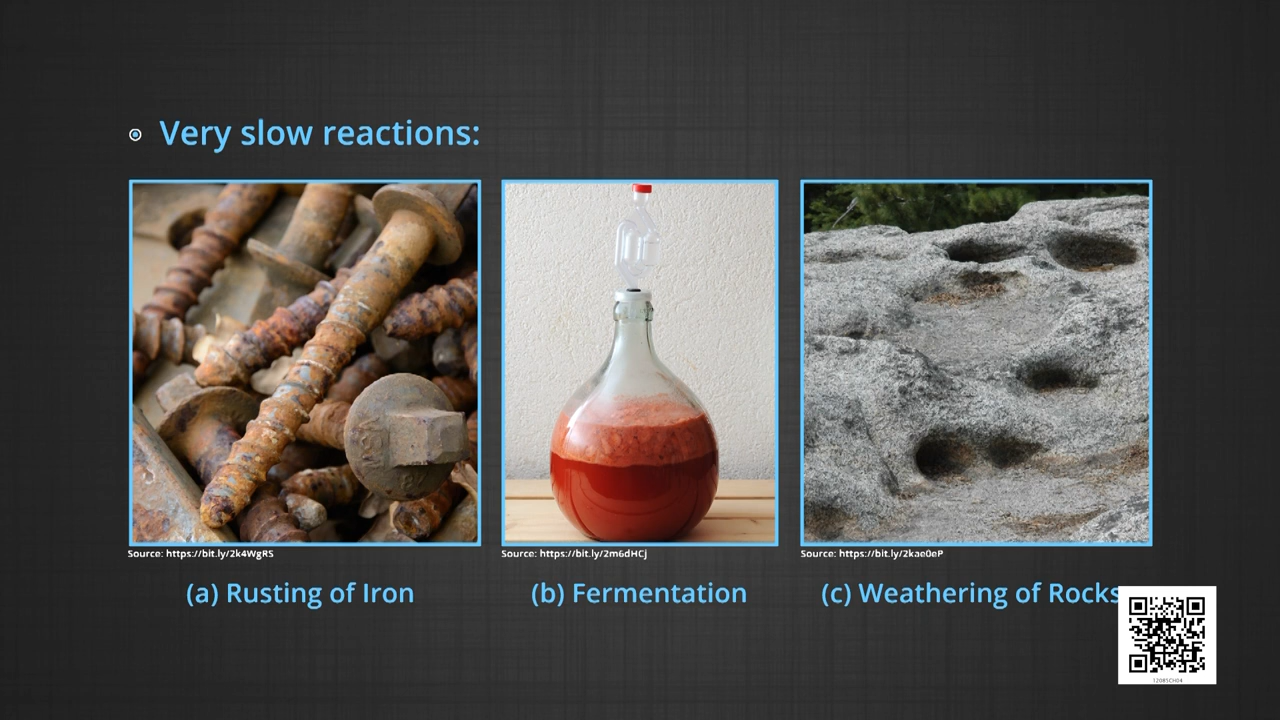 Very slow reactions:
Source: https://bit.ly/2k4WgRS
Source: https://bit.ly/2m6dHCj
Source: https://bit.ly/2kae0eP
(a) Rusting of Iron
(b) Fermentation
(c) Weathering of Rocks
12085CH04